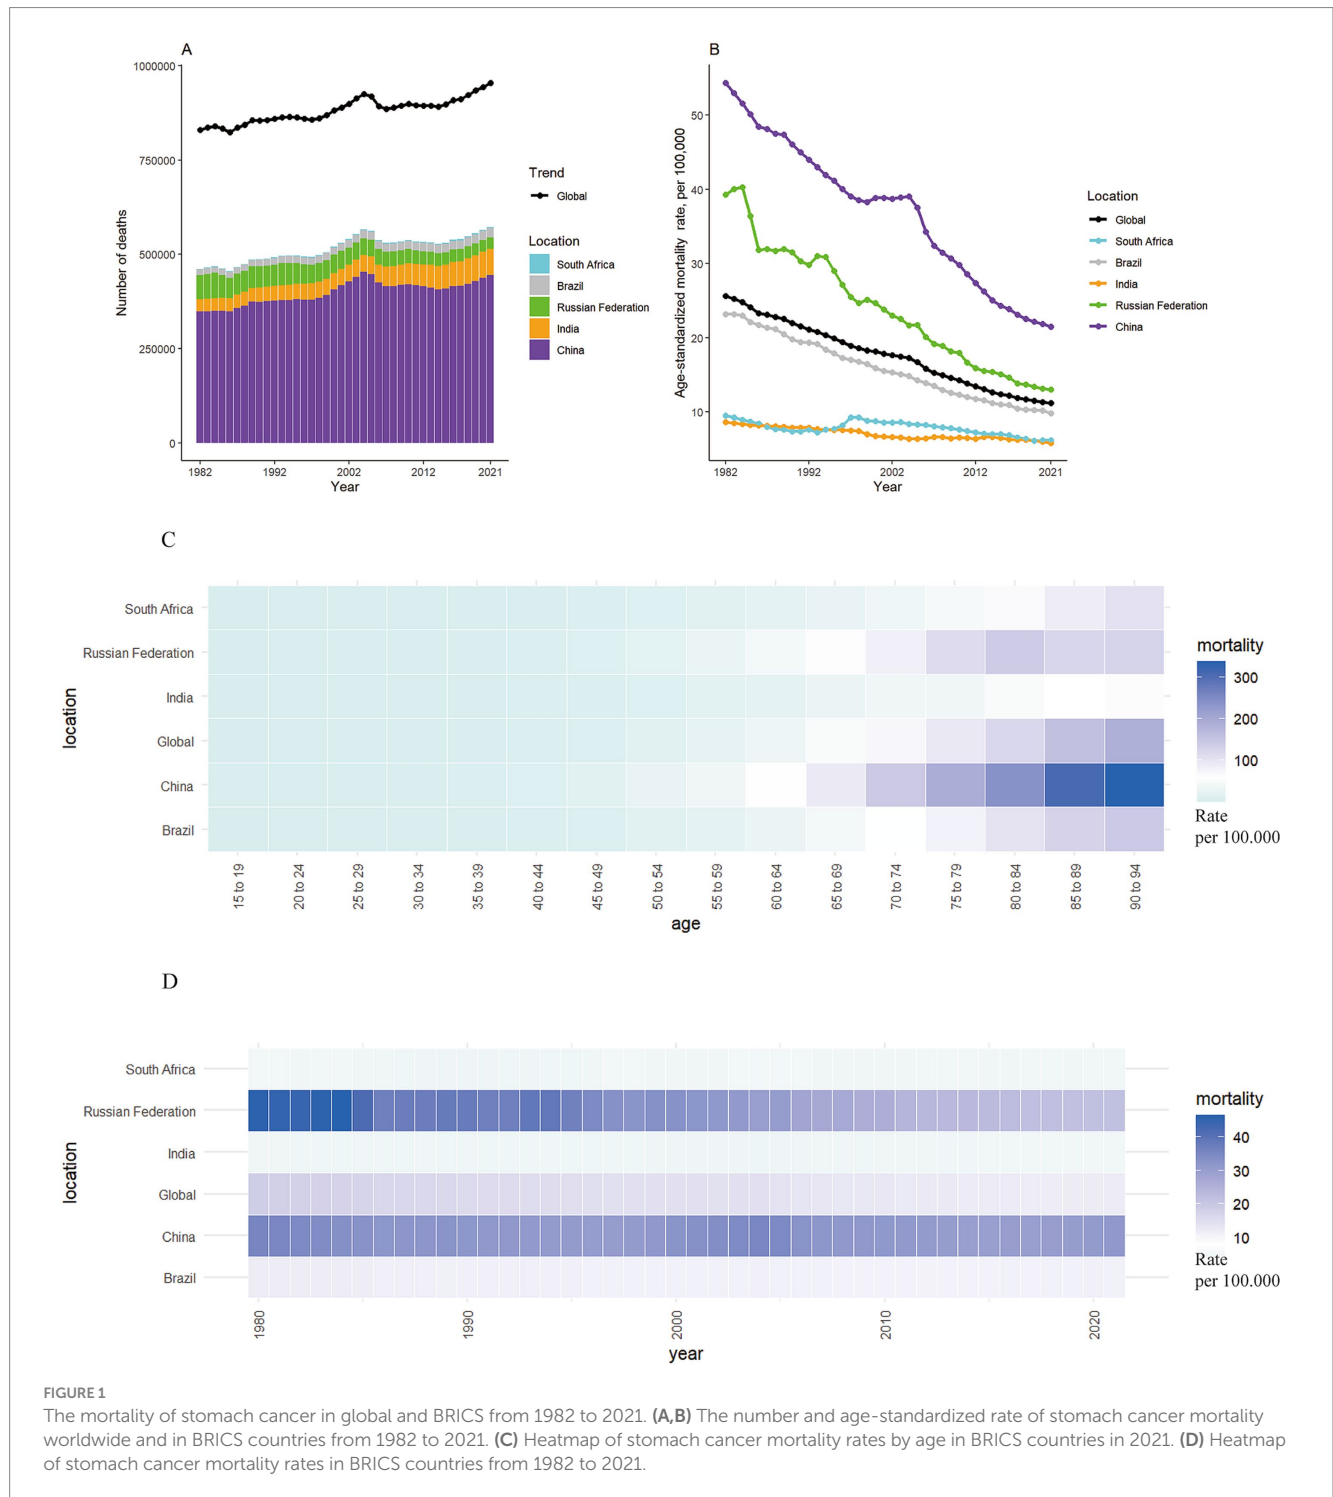 A
1000000
750000
500000
250000
0
Number of deaths
1982
1992
2002
2012
2021
Year
Trend
Global
Location
South Africa
Brazil
Russian Federation
India
China
B
50
40
30
20
10
Age-standardized mortality rate, per 100,000
1982
1992
2002
2012
2021
Year
Location
Global
South Africa
Brazil
India
Russian Federation
China
C
South Africa
Russian Federation
India
Global
China
Brazil
location
15 to 19
20 to 24
25 to 29
30 to 34
35 to 39
40 to 44
45 to 49
50 to 54
55 to 59
60 to 64
65 to 69
70 to 74
75 to 79
80 to 84
85 to 89
90 to 94
age
mortality
300
200
100
Rate
per 100.000
D
South Africa
Russian Federation
India
Global
China
Brazil
location
1980
1990
2000
2010
2020
year
mortality
40
30
20
10
Rate
per 100.000
FIGURE 1
The mortality of stomach cancer in global and BRICS from 1982 to 2021. (A,B) The number and age-standardized rate of stomach cancer mortality
worldwide and in BRICS countries from 1982 to 2021. (C) Heatmap of stomach cancer mortality rates by age in BRICS countries in 2021. (D) Heatmap
of stomach cancer mortality rates in BRICS countries from 1982 to 2021.